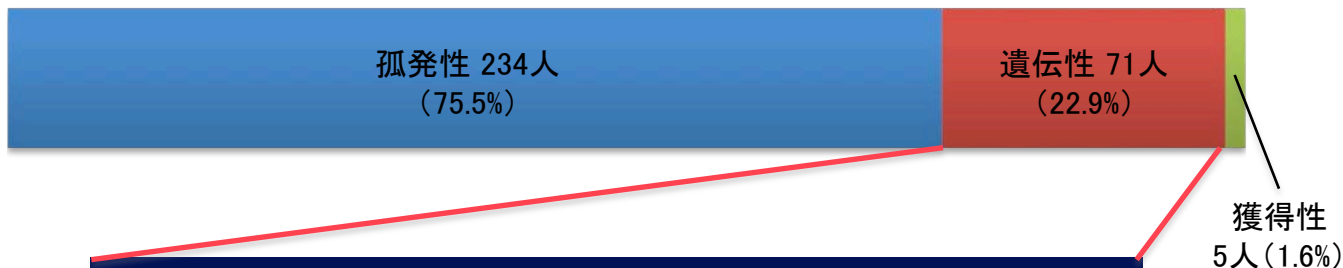 孤発性 234人
（75.5%）
遺伝性 71人
（22.9%）
獲得性
5人（1.6%）